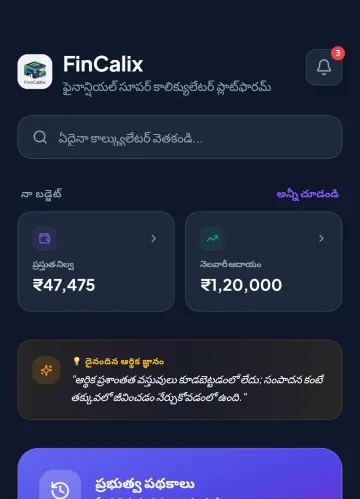 FinCalix
3
FinCalix
ఫైనాన్షియల్ సూపర్ కాలిక్యులేటర్ ప్లాట్‌ఫారమ్
ఏదైనా కాల్క్యులేటర్ వెతకండి...
నా బడ్జెట్
అన్నీ చూడండి
ప్రస్తుత నిల్వ
₹47,475
నెలవారీ ఆదాయం
₹1,20,000
💡 దైనందిన ఆర్థిక జ్ఞానం
"ఆర్థిక ప్రశాంతత వస్తువులు కూడబెట్టడంలో లేదు; సంపాదన కంటే
తక్కువలో జీవించడం నేర్చుకోవడంలో ఉంది."
ప్రభుత్వ పథకాలు